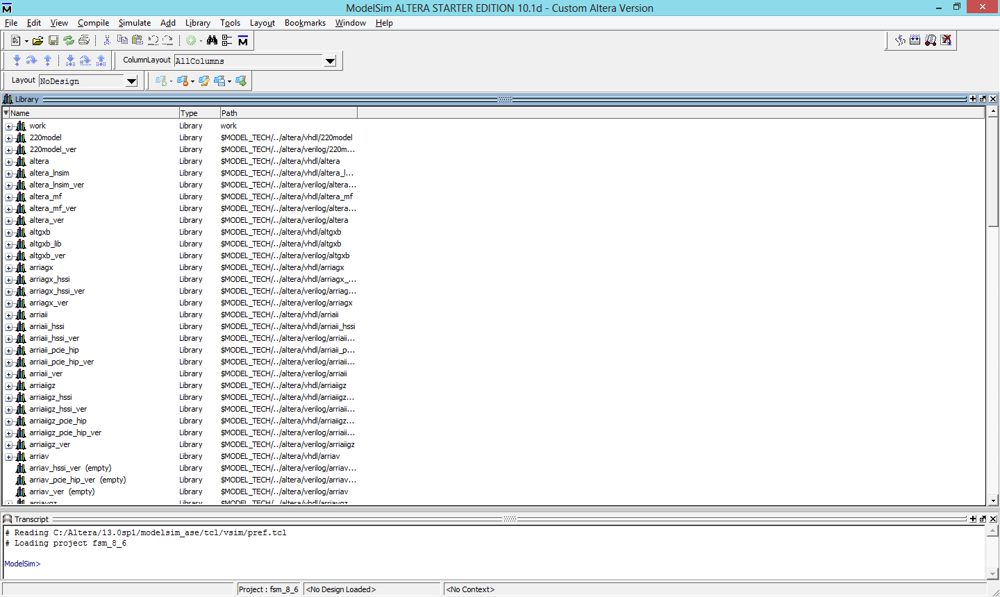 ModelSim ALTERA STARTER EDITION 10.1d - Custom Altera Version
File Edit View Compile Simulate Add Library Tools Layout Bookmarks Window Help
ColumnLayout AllColumns
Layout NoDesign
Library
Name Type Path
work Library work
220model Library $MODEL_TECH/../altera/vhdl/220model
220model_ver Library $MODEL_TECH/../altera/verilog/220m...
altera Library $MODEL_TECH/../altera/vhdl/altera
altera_lnsim Library $MODEL_TECH/../altera/vhdl/altera_l...
altera_lnsim_ver Library $MODEL_TECH/../altera/verilog/altera...
altera_mf Library $MODEL_TECH/../altera/vhdl/altera_mf
altera_mf_ver Library $MODEL_TECH/../altera/verilog/altera...
altera_ver Library $MODEL_TECH/../altera/verilog/altera
altgxb Library $MODEL_TECH/../altera/vhdl/altgxb
altgxb_lib Library $MODEL_TECH/../altera/vhdl/altgxb
altgxb_ver Library $MODEL_TECH/../altera/verilog/altgxb
arriagx Library $MODEL_TECH/../altera/vhdl/arriagx
arriagx_hssi Library $MODEL_TECH/../altera/vhdl/arriagx_...
arriagx_hssi_ver Library $MODEL_TECH/../altera/verilog/arriag...
arriagx_ver Library $MODEL_TECH/../altera/verilog/arriagx
arriaii Library $MODEL_TECH/../altera/vhdl/arriaii
arriaii_hssi Library $MODEL_TECH/../altera/vhdl/arriaii_hssi
arriaii_hssi_ver Library $MODEL_TECH/../altera/verilog/arriaii...
arriaii_pcie_hip Library $MODEL_TECH/../altera/vhdl/arriaii_p...
arriaii_pcie_hip_ver Library $MODEL_TECH/../altera/verilog/arriaii...
arriaii_ver Library $MODEL_TECH/../altera/verilog/arriaii
arriaiigz Library $MODEL_TECH/../altera/vhdl/arriaiigz
arriaiigz_hssi Library $MODEL_TECH/../altera/vhdl/arriaiigz...
arriaiigz_hssi_ver Library $MODEL_TECH/../altera/verilog/arriaii...
arriaiigz_pcie_hip Library $MODEL_TECH/../altera/vhdl/arriaiigz...
arriaiigz_pcie_hip_ver Library $MODEL_TECH/../altera/verilog/arriaii...
arriaiigz_ver Library $MODEL_TECH/../altera/verilog/arriaiigz
arriav Library $MODEL_TECH/../altera/vhdl/arriav
arriav_hssi_ver (empty) Library $MODEL_TECH/../altera/verilog/arriav...
arriav_pcie_hip_ver (empty) Library $MODEL_TECH/../altera/verilog/arriav...
arriav_ver (empty) Library $MODEL_TECH/../altera/verilog/arriav
arriavgz Library $MODEL_TECH/../altera/vhdl/arriavgz
Transcript
# Reading C:/Altera/13.0sp1/modelsim_ase/tcl/vsim/pref.tcl
# Loading project fsm_8_6
ModelSim>
Project : fsm_8_6 <No Design Loaded> <No Context>